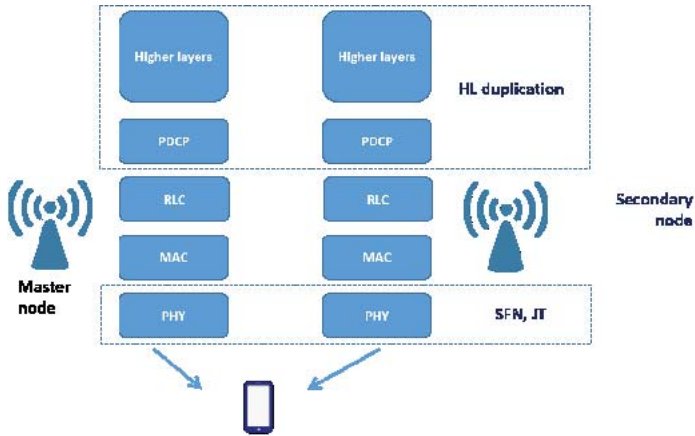 Higher layers
Higher layers
HL duplication
PDCP
PDCP
RLC
RLC
Secondary
node
MAC
MAC
Master
node
PHY
PHY
SFN, JT